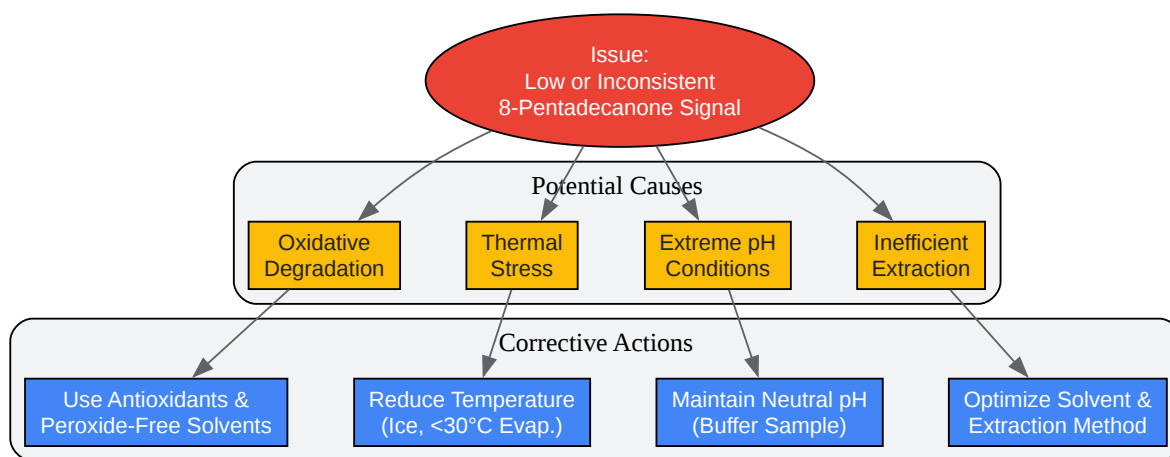 Issue:
Low or Inconsistent
8-Pentadecanone Signal
Potential Causes
Oxidative
Degradation
Thermal
Stress
Extreme pH
Conditions
Inefficient
Extraction
Corrective Actions
Use Antioxidants &
Peroxide-Free Solvents
Reduce Temperature
(Ice, <30°C Evap.)
Maintain Neutral pH
(Buffer Sample)
Optimize Solvent &
Extraction Method